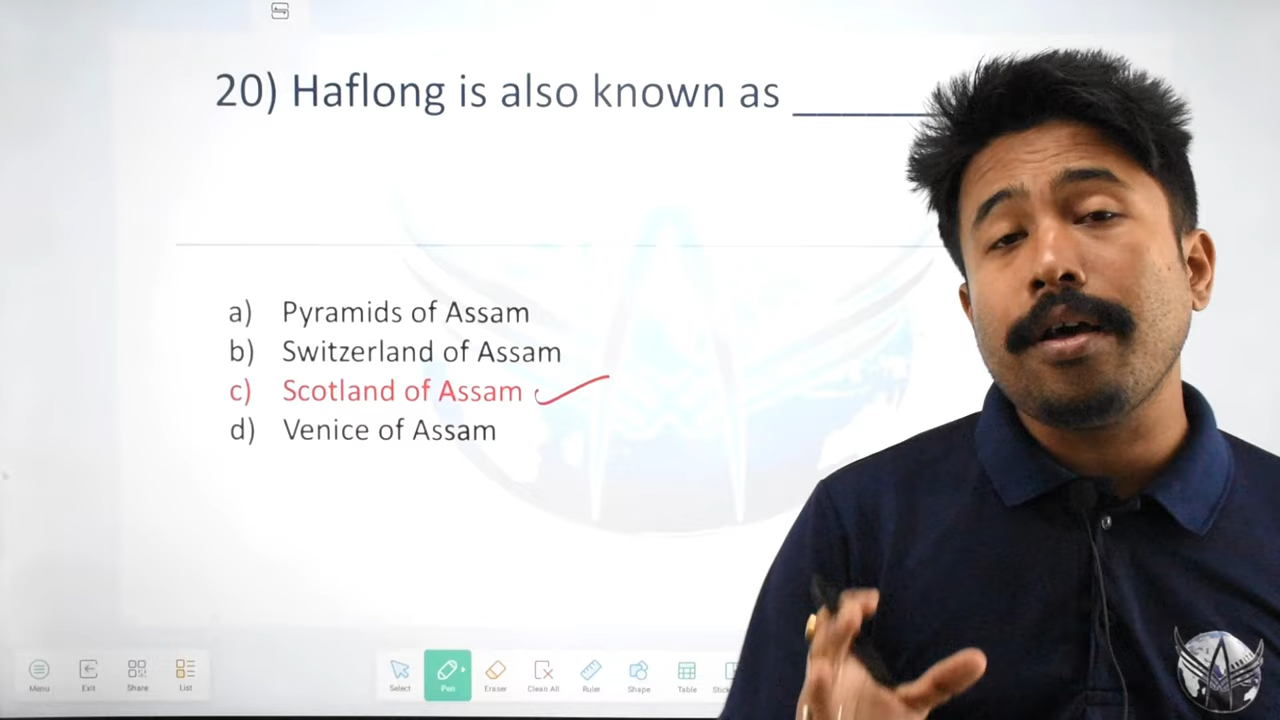 20) Haflong is also known as ______
a) Pyramids of Assam
b) Switzerland of Assam
c) Scotland of Assam
d) Venice of Assam
Menu Exit Share List Select Pen Eraser Clean All Ruler Shape Table